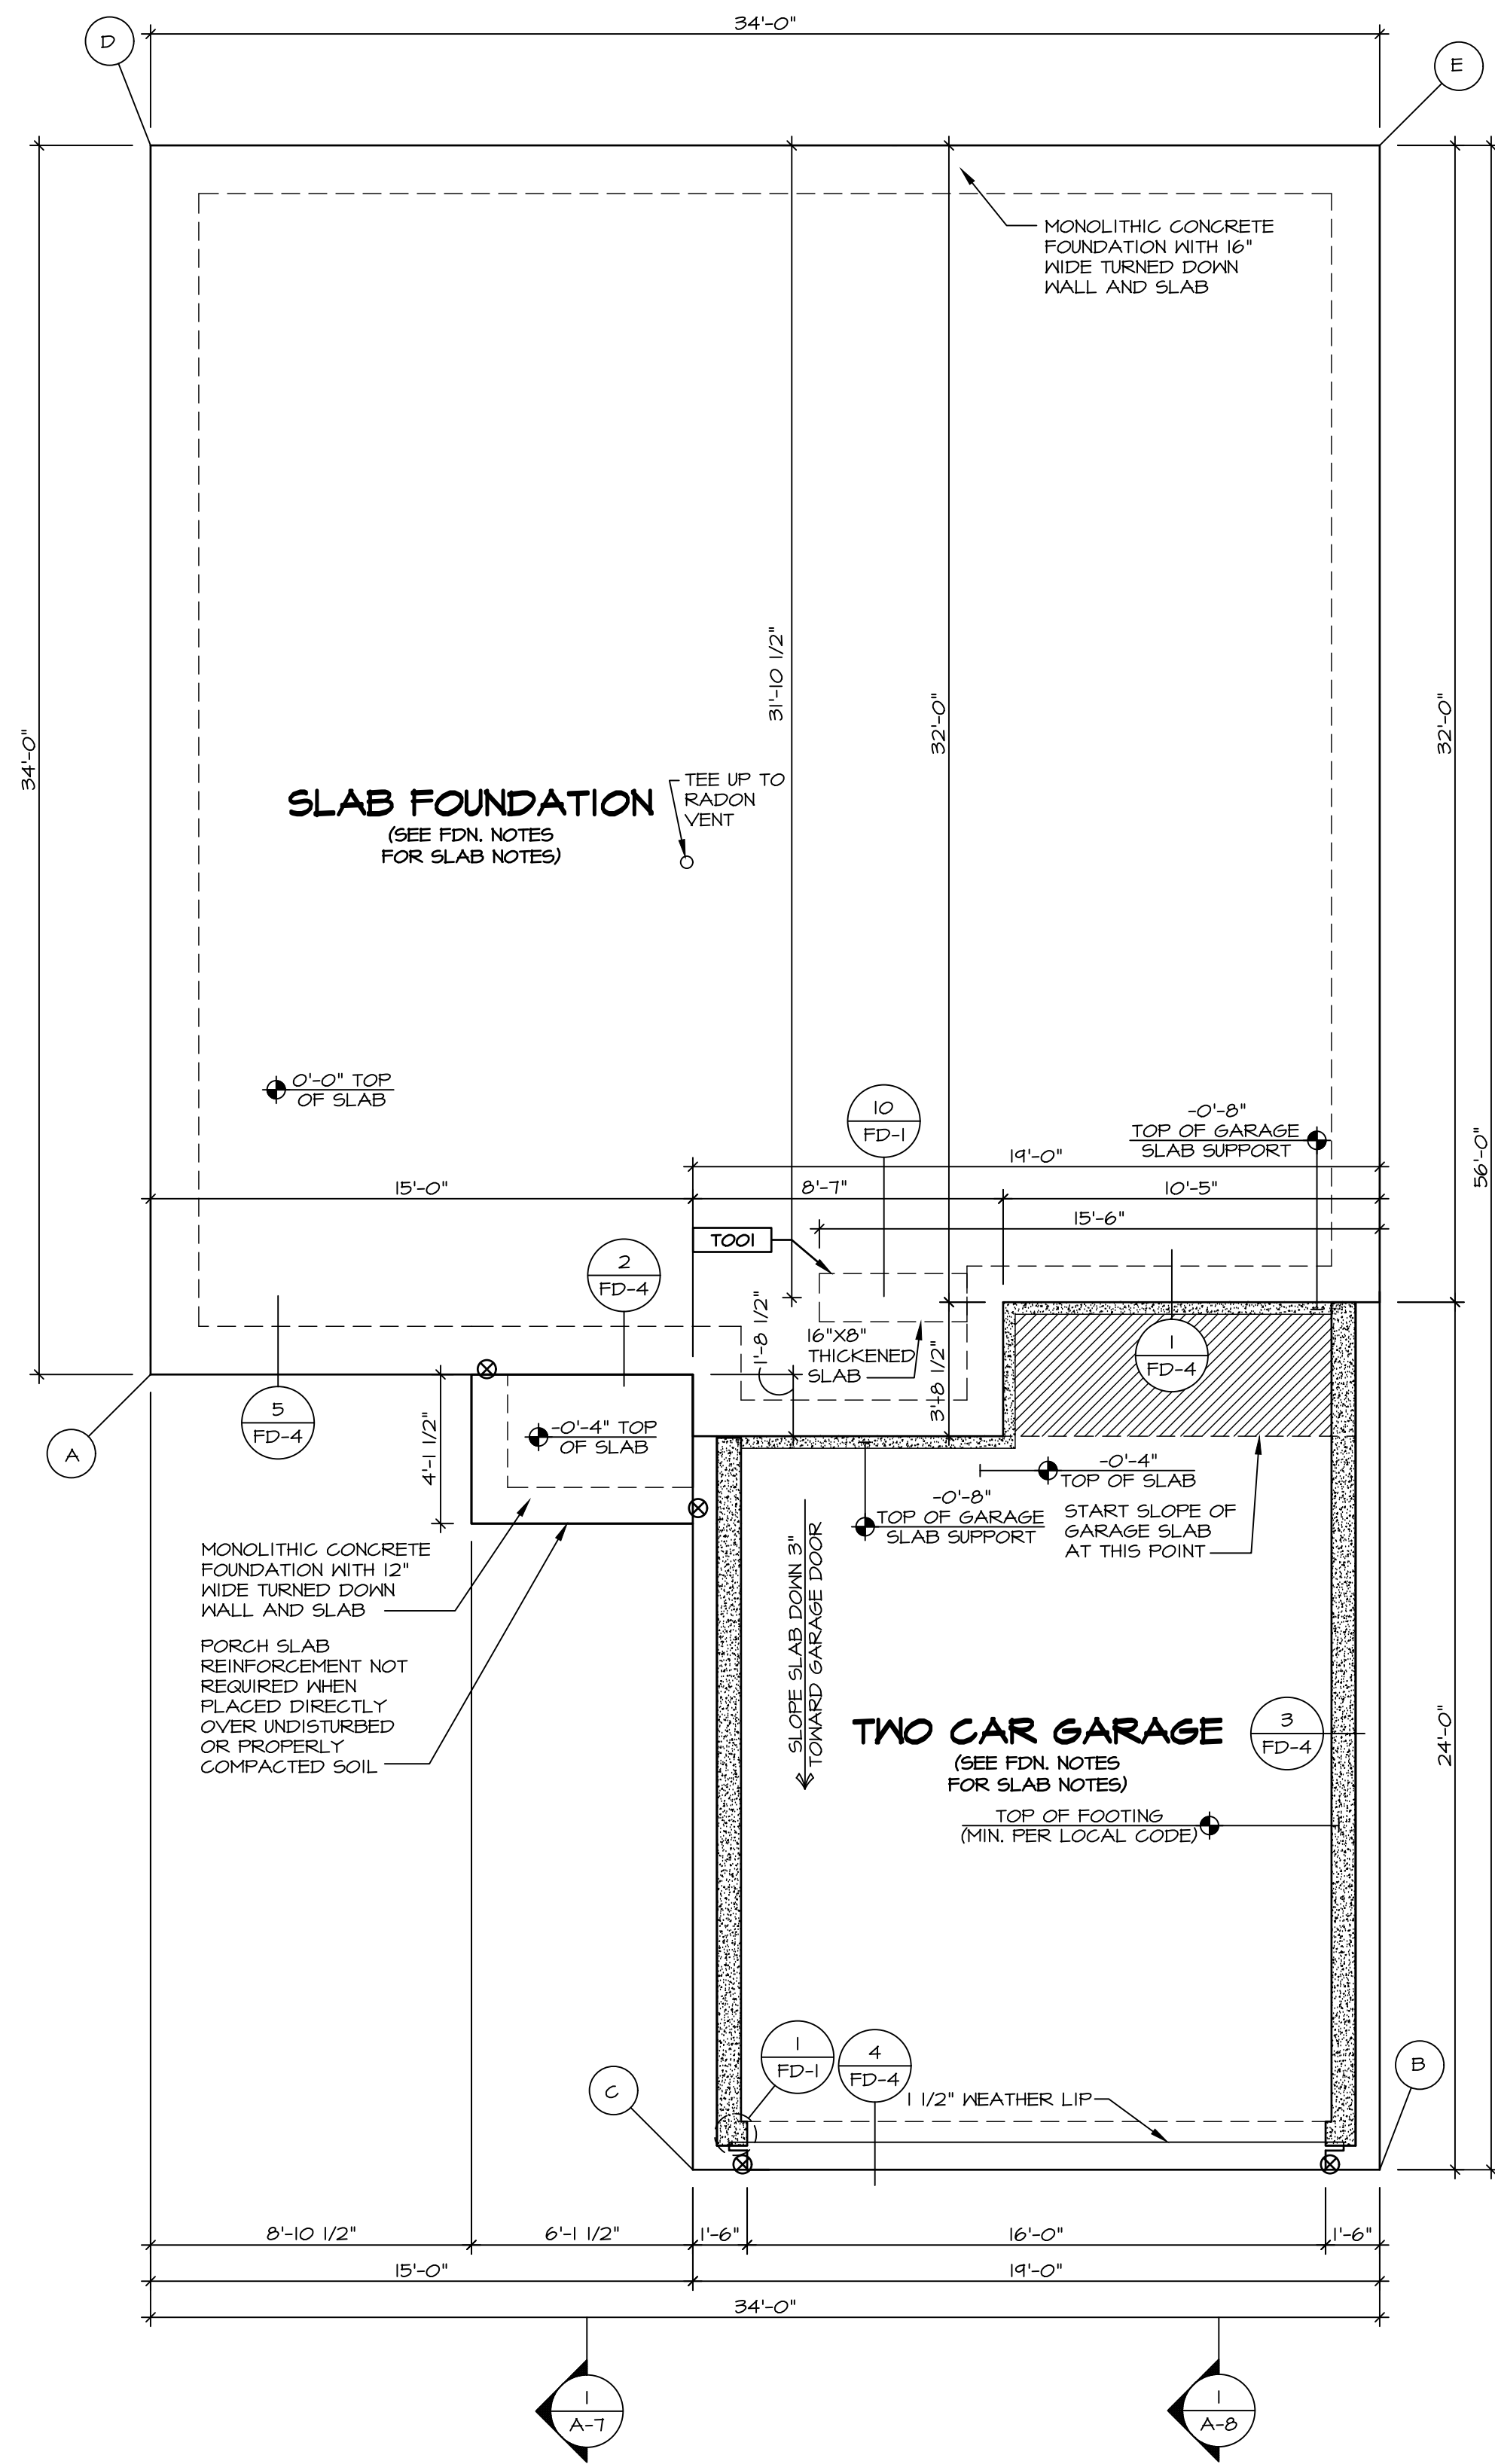 34'-0"
D
E
MONOLITHIC CONCRETE
FOUNDATION WITH 16"
WIDE TURNED DOWN
WALL AND SLAB
34'-0"
31'-10 1/2"
32'-0"
32'-0"
56'-0"
SLAB FOUNDATION
(SEE FDN. NOTES
FOR SLAB NOTES)
TEE UP TO
RADON
VENT
0'-0" TOP
OF SLAB
10
FD-1
-0'-8"
TOP OF GARAGE
SLAB SUPPORT
19'-0"
15'-0"
8'-7"
10'-5"
15'-6"
T001
2
FD-4
1'-8 1/2"
16"X8"
THICKENED
SLAB
3'-8 1/2"
1
FD-4
5
FD-4
A
4'-1 1/2"
-0'-4" TOP
OF SLAB
-0'-4"
TOP OF SLAB
-0'-8"
TOP OF GARAGE
SLAB SUPPORT
START SLOPE OF
GARAGE SLAB
AT THIS POINT
MONOLITHIC CONCRETE
FOUNDATION WITH 12"
WIDE TURNED DOWN
WALL AND SLAB
PORCH SLAB
REINFORCEMENT NOT
REQUIRED WHEN
PLACED DIRECTLY
OVER UNDISTURBED
OR PROPERLY
COMPACTED SOIL
SLOPE SLAB DOWN 3"
TOWARD GARAGE DOOR
TWO CAR GARAGE
(SEE FDN. NOTES
FOR SLAB NOTES)
3
FD-4
24'-0"
TOP OF FOOTING
(MIN. PER LOCAL CODE)
1
FD-1
4
FD-4
C
B
1 1/2" WEATHER LIP
8'-10 1/2"
6'-1 1/2"
1'-6"
16'-0"
1'-6"
15'-0"
19'-0"
34'-0"
1
A-7
1
A-8